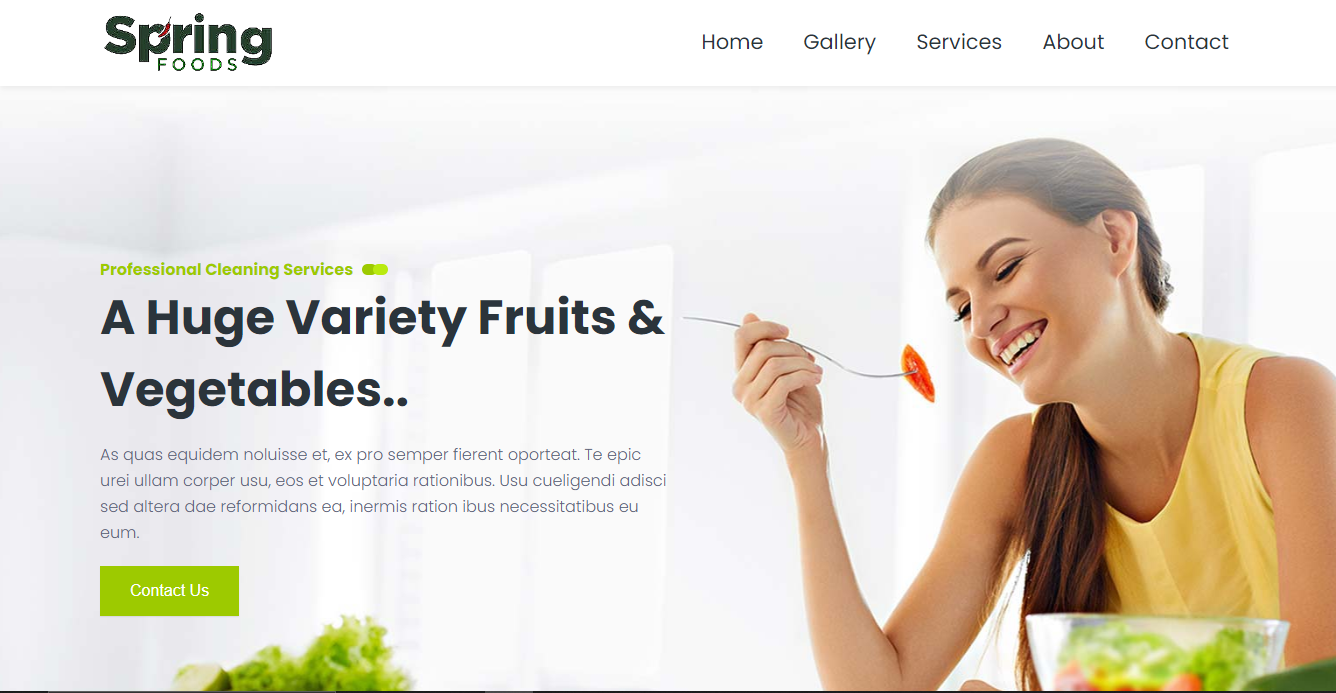 Spring
FOODS
Home
Gallery
Services
About
Contact
Professional Cleaning Services
A Huge Variety Fruits &
Vegetables..
As quas equidem noluisse et, ex pro semper fierent oporteat. Te epic
urei ullam corper usu, eos et voluptaria rationibus. Usu cueligendi adisci
sed altera dae reformidans ea, inermis ration ibus necessitatibus eu
eum.
Contact Us